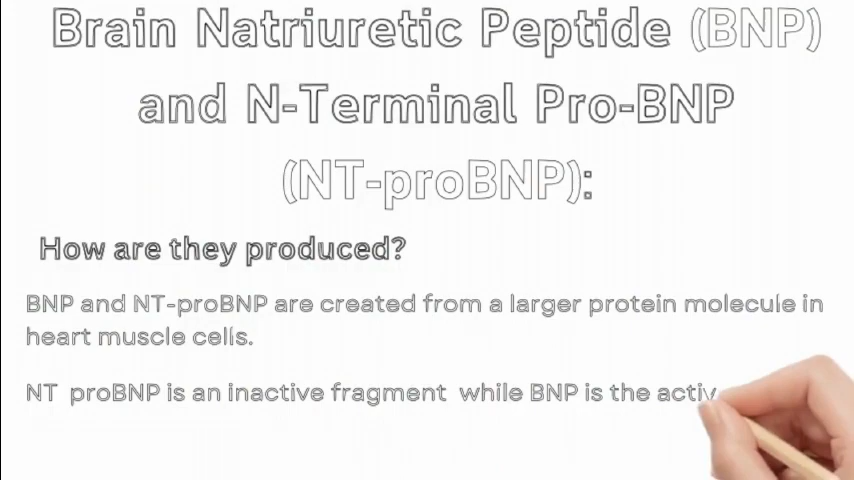 Brain Natriuretic Peptide (BNP)
and N-Terminal Pro-BNP
(NT-proBNP):
How are they produced?
BNP and NT-proBNP are created from a larger protein molecule in
heart muscle cells.
NT proBNP is an inactive fragment while BNP is the activ